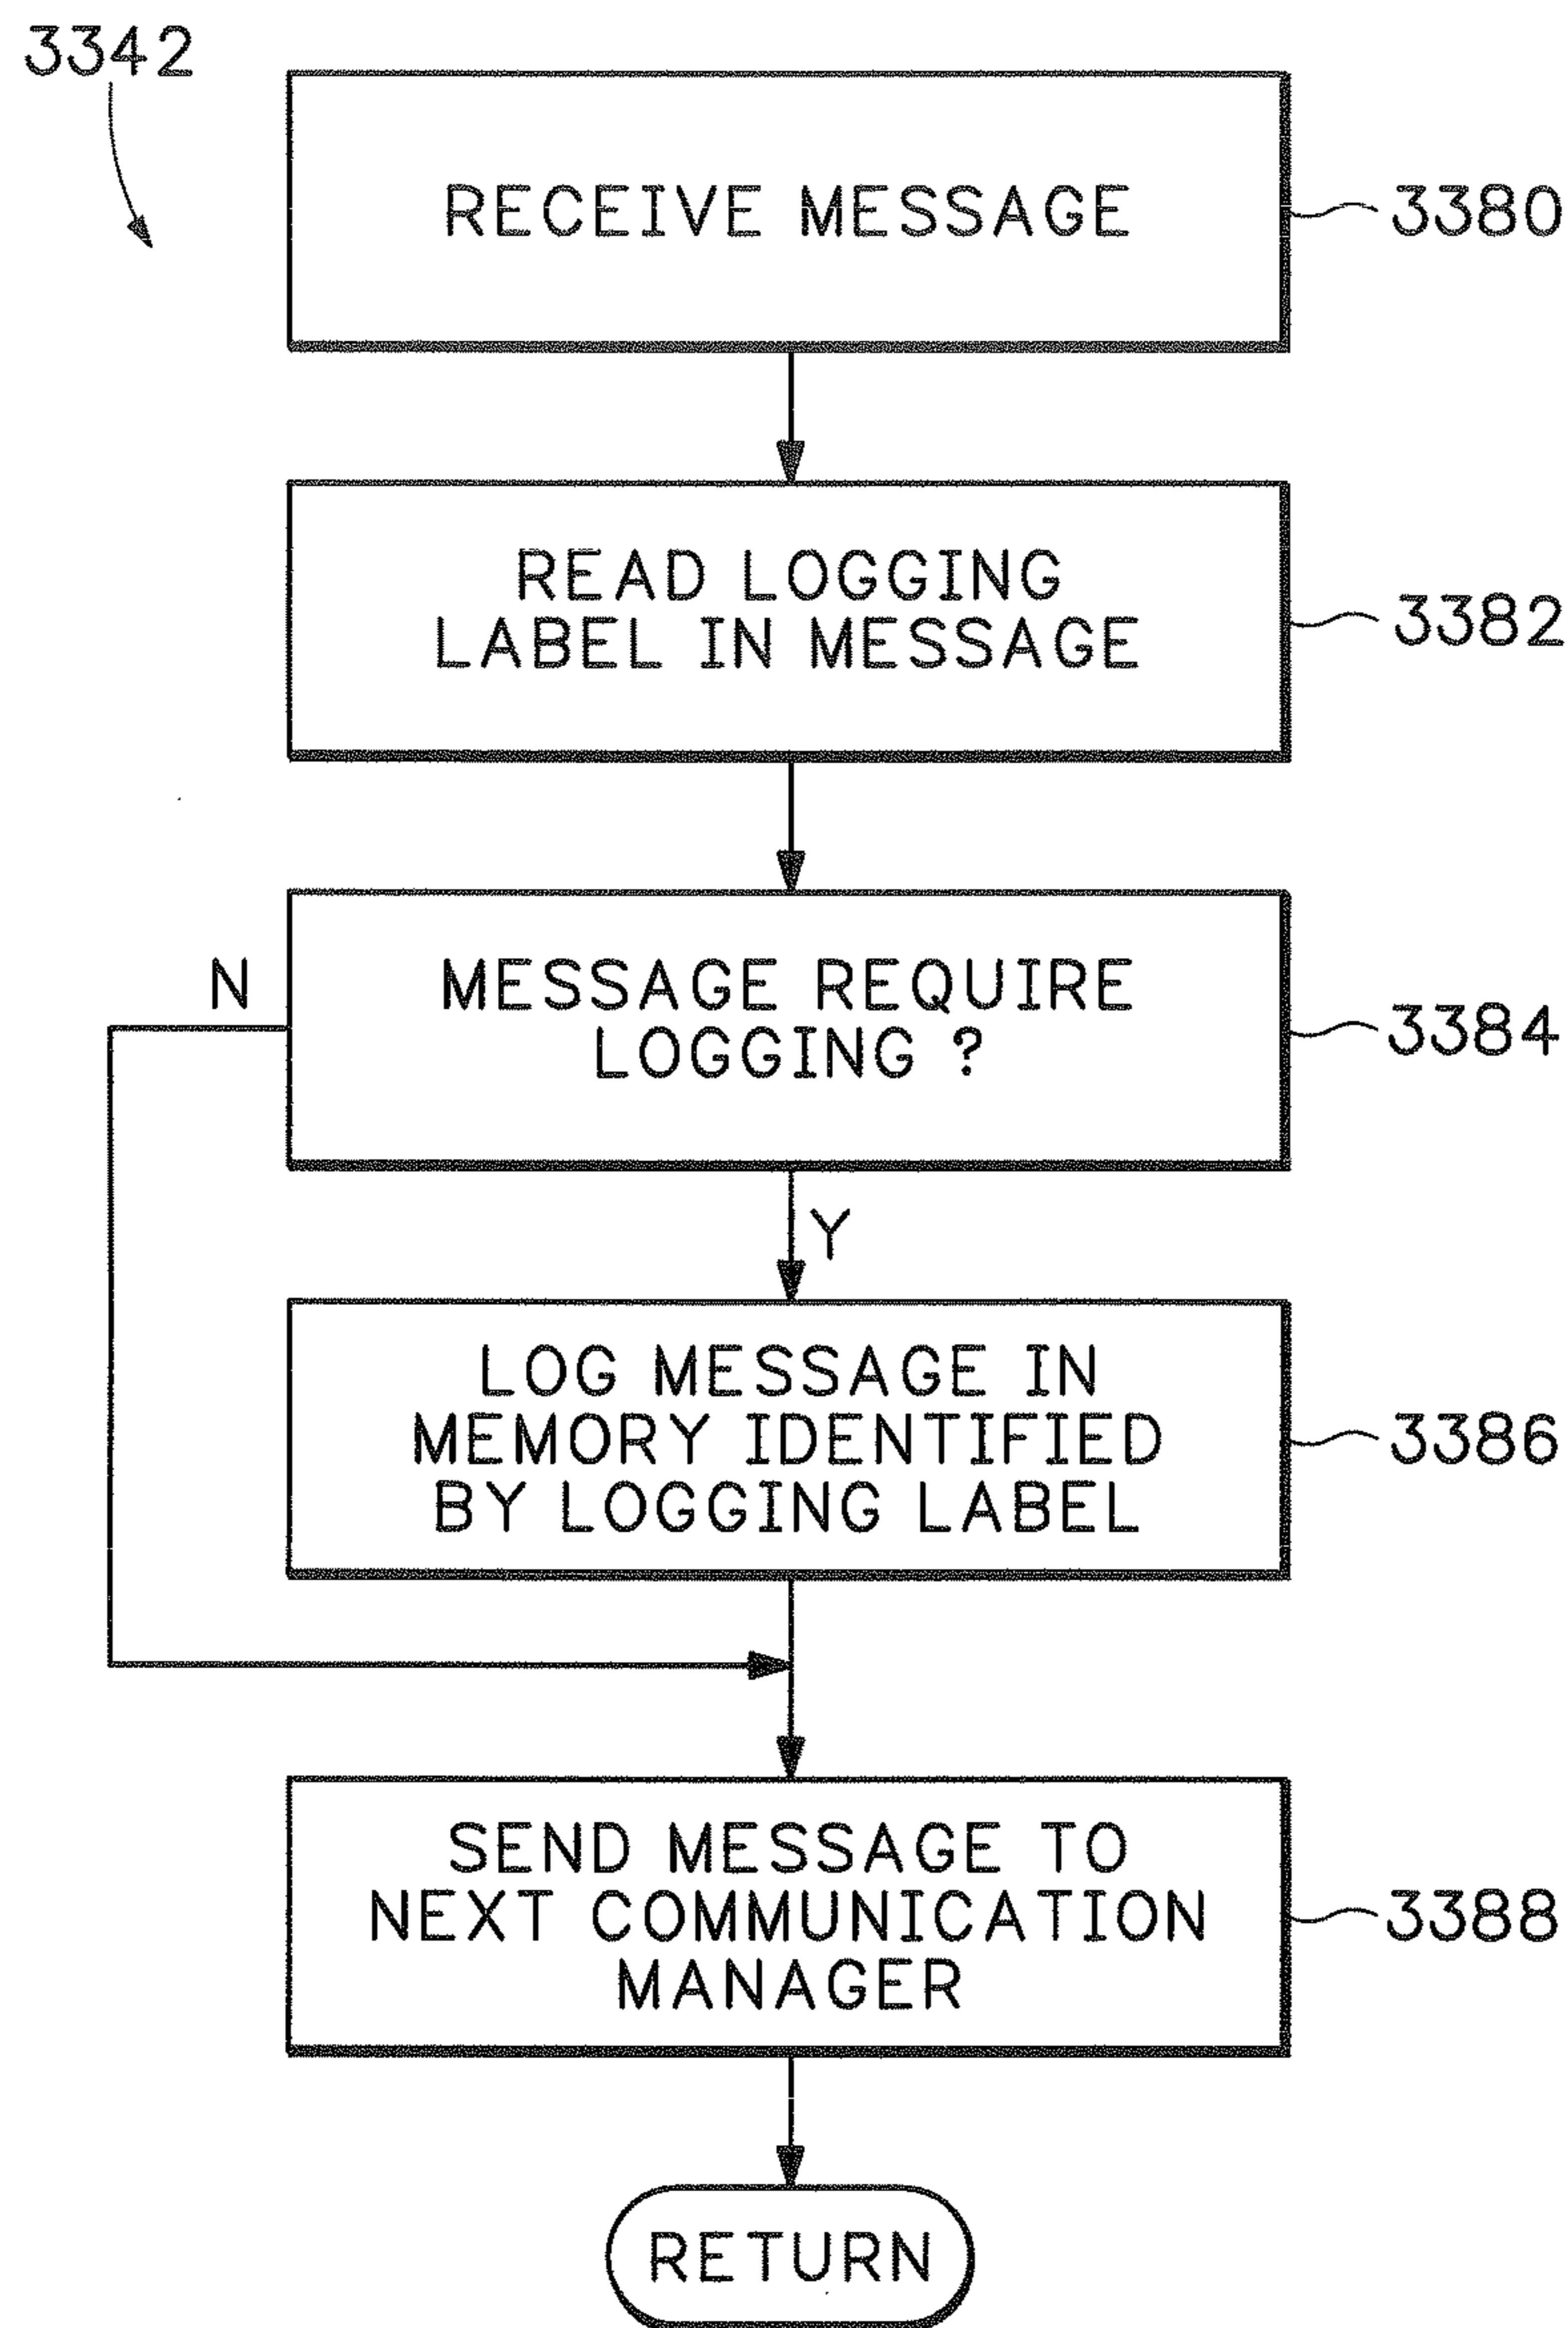 3342
RECEIVE MESSAGE
3380
READ LOGGING
LABEL IN MESSAGE
3382
N
MESSAGE REQUIRE
LOGGING ?
3384
Y
LOG MESSAGE IN
MEMORY IDENTIFIED
BY LOGGING LABEL
3386
SEND MESSAGE TO
NEXT COMMUNICATION
MANAGER
3388
RETURN